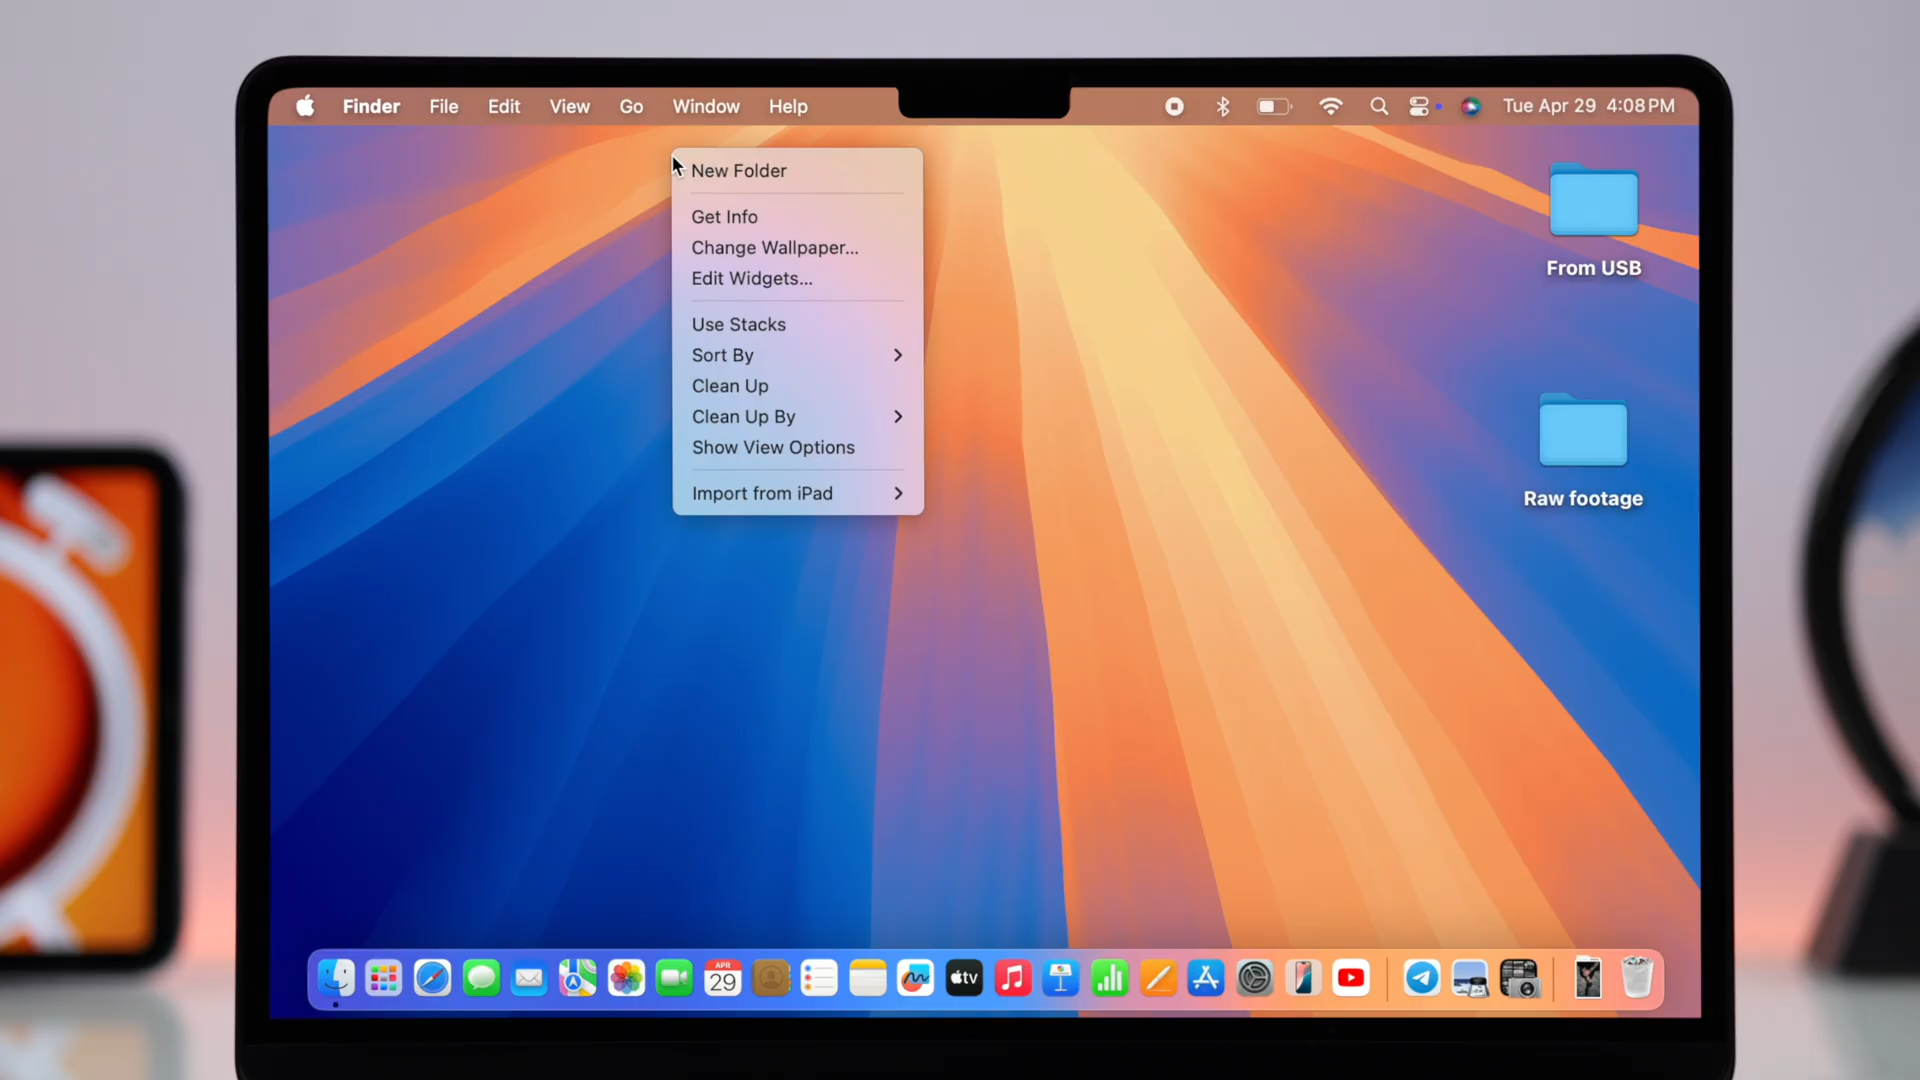 Finder File Edit View Go Window Help Tue Apr 29 4:08 PM
New Folder
Get Info
Change Wallpaper...
Edit Widgets...
Use Stacks
Sort By
Clean Up
Clean Up By
Show View Options
Import from iPad
From USB
Raw footage
APR
29
tv